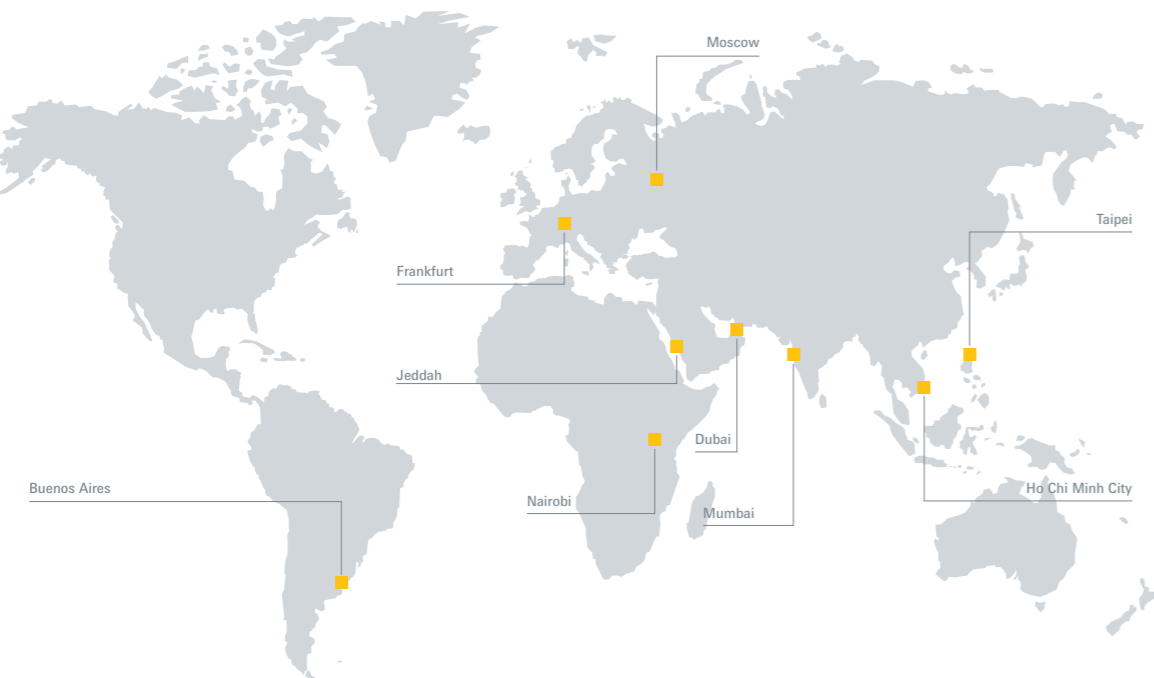 Moscow
Taipei
Frankfurt
Jeddah
Dubai
Buenos Aires
Nairobi
Mumbai
Ho Chi Minh City